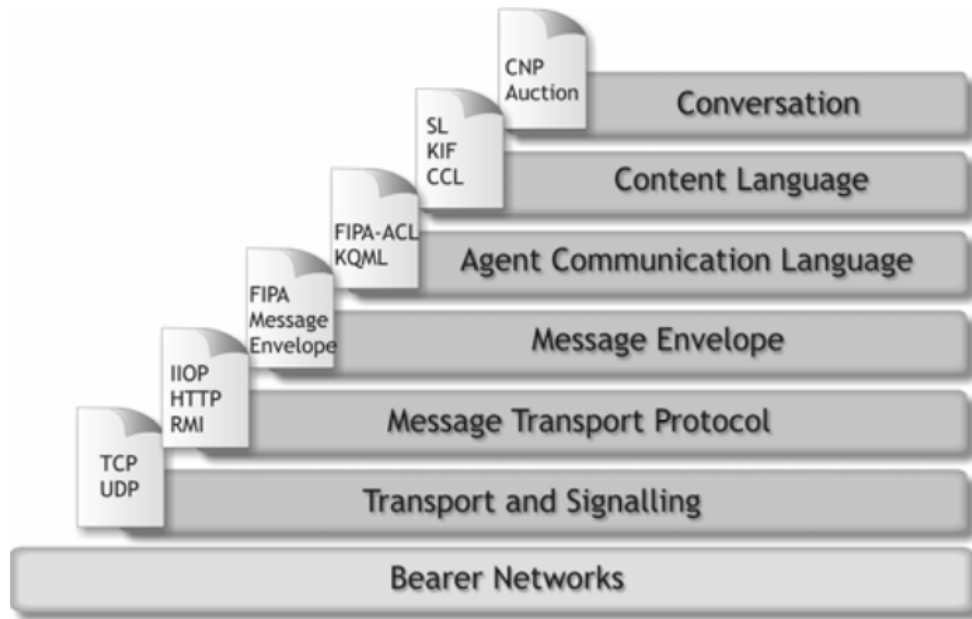 CNP
Auction
Conversation
SL
KIF
CCL
Content Language
FIPA-ACL
KQML
Agent Communication Language
FIPA
Message
Envelope
Message Envelope
IIOP
HTTP
RMI
Message Transport Protocol
TCP
UDP
Transport and Signalling
Bearer Networks